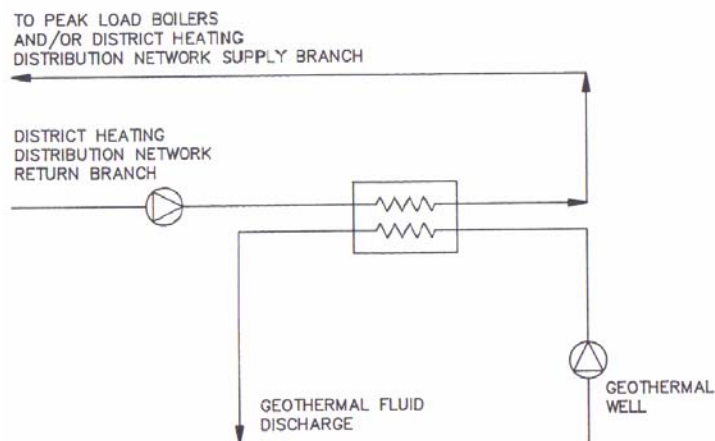 TO PEAK LOAD BOILERS
AND/OR DISTRICT HEATING
DISTRIBUTION NETWORK SUPPLY BRANCH
DISTRICT HEATING
DISTRIBUTION NETWORK
RETURN BRANCH
GEOTHERMAL FLUID
DISCHARGE
GEOTHERMAL
WELL